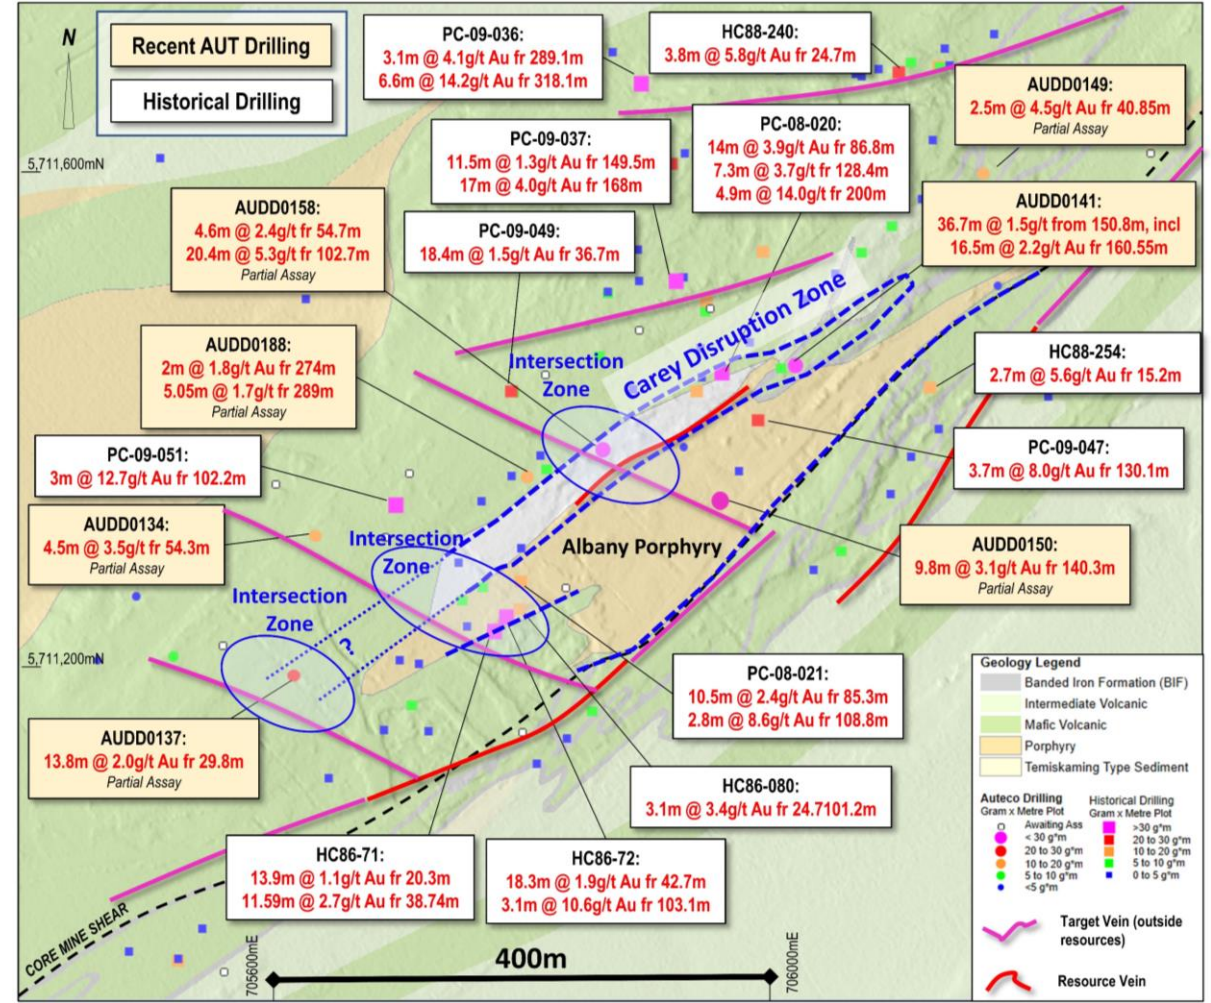 N
Recent AUT Drilling
Historical Drilling
PC-09-036:
3.1m @ 4.1g/t Au fr 289.1m
6.6m @ 14.2g/t Au fr 318.1m
HC88-240:
3.8m @ 5.8g/t Au fr 24.7m
AUDD0149:
2.5m @ 4.5g/t Au fr 40.85m
Partial Assay
PC-09-037:
11.5m @ 1.3g/t Au fr 149.5m
17m @ 4.0g/t Au fr 168m
PC-08-020:
14m @ 3.9g/t Au fr 86.8m
7.3m @ 3.7g/t fr 128.4m
4.9m @ 14.0g/t fr 200m
5,711,600mN
AUDD0158:
4.6m @ 2.4g/t fr 54.7m
20.4m @ 5.3g/t fr 102.7m
Partial Assay
PC-09-049:
18.4m @ 1.5g/t Au fr 36.7m
AUDD0141:
36.7m @ 1.5g/t from 150.8m, incl
16.5m @ 2.2g/t Au fr 160.55m
Carey Disruption Zone
AUDD0188:
2m @ 1.8g/t Au fr 274m
5.05m @ 1.7g/t fr 289m
Partial Assay
Intersection
Zone
HC88-254:
2.7m @ 5.6g/t Au fr 15.2m
PC-09-051:
3m @ 12.7g/t Au fr 102.2m
PC-09-047:
3.7m @ 8.0g/t Au fr 130.1m
AUDD0134:
4.5m @ 3.5g/t fr 54.3m
Partial Assay
Intersection
Zone
Albany Porphyry
AUDD0150:
9.8m @ 3.1g/t Au fr 140.3m
Partial Assay
Intersection
Zone
?
5,711,200mN
PC-08-021:
10.5m @ 2.4g/t Au fr 85.3m
2.8m @ 8.6g/t Au fr 108.8m
AUDD0137:
13.8m @ 2.0g/t Au fr 29.8m
Partial Assay
HC86-080:
3.1m @ 3.4g/t Au fr 24.7101.2m
HC86-71:
13.9m @ 1.1g/t Au fr 20.3m
11.59m @ 2.7g/t Au fr 38.74m
HC86-72:
18.3m @ 1.9g/t Au fr 42.7m
3.1m @ 10.6g/t Au fr 103.1m
CORE MINE SHEAR
705600mE
400m
706000mE
Geology Legend
Banded Iron Formation (BIF)
Intermediate Volcanic
Mafic Volcanic
Porphyry
Temiskaming Type Sediment
Auteco Drilling
Gram x Metre Plot
Awaiting Ass
< 30 g*m
20 to 30 g*m
10 to 20 g*m
5 to 10 g*m
<5 g*m
Historical Drilling
Gram x Metre Plot
>30 g*m
20 to 30 g*m
10 to 20 g*m
5 to 10 g*m
0 to 5 g*m
Target Vein (outside
resources)
Resource Vein